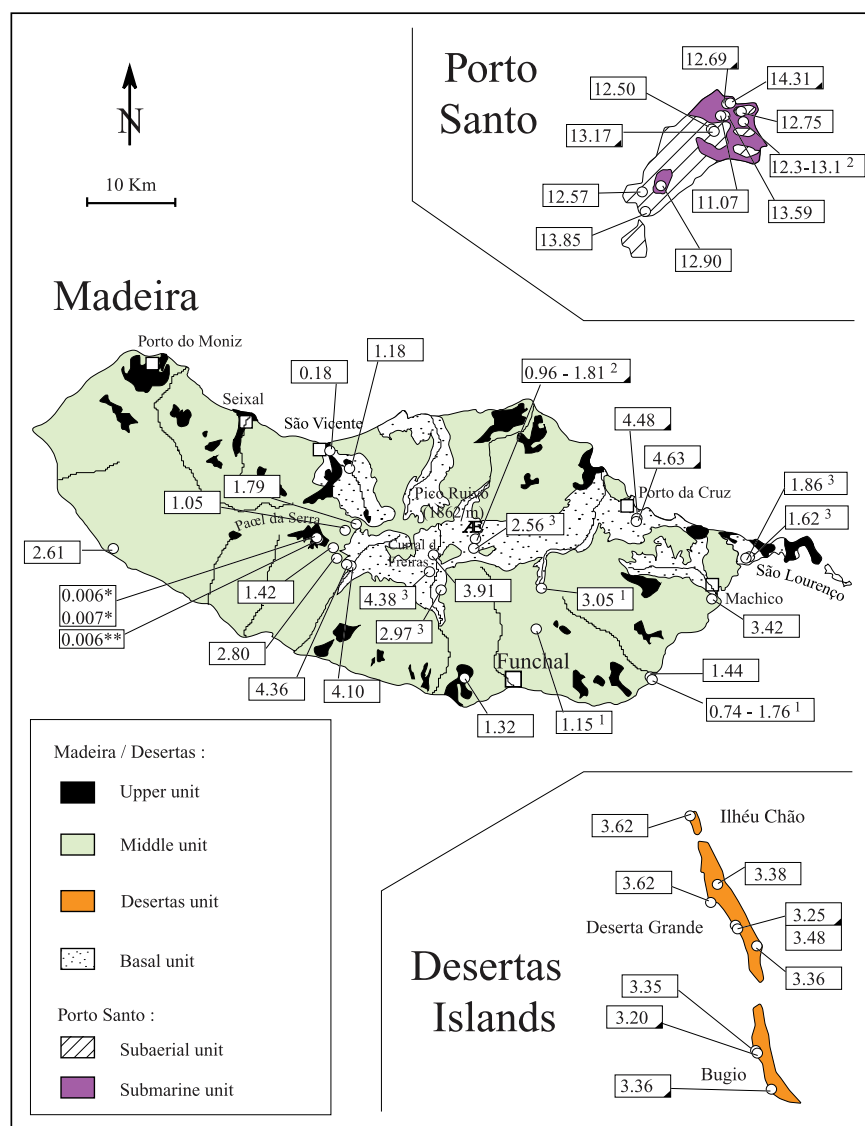 N
10 Km
Porto
Santo
12.69
14.31
12.50
12.75
13.17
12.3-13.1 2
12.57
11.07
13.59
13.85
12.90
Madeira
Porto do Moniz
Seixal
São Vicente
0.18
1.18
0.96 - 1.81 2
4.48
4.63
Porto da Cruz
1.86 3
1.62 3
São Lourenço
1.79
1.05
Pico Ruivo
(1862m)
Æ
2.56 3
da Serra
Curral d
Freiras
2.61
0.006*
0.007*
0.006**
1.42
2.80
4.36
4.10
4.38 3
3.91
2.97 3
3.05 1
Machico
3.42
Funchal
1.44
0.74 - 1.76 1
1.32
1.15 1
Madeira / Desertas :
Upper unit
Middle unit
Desertas unit
Basal unit
Porto Santo :
Subaerial unit
Submarine unit
Desertas
Islands
Ilhéu Chão
3.62
3.38
3.62
Deserta Grande
3.25
3.48
3.36
3.35
3.20
Bugio
3.36